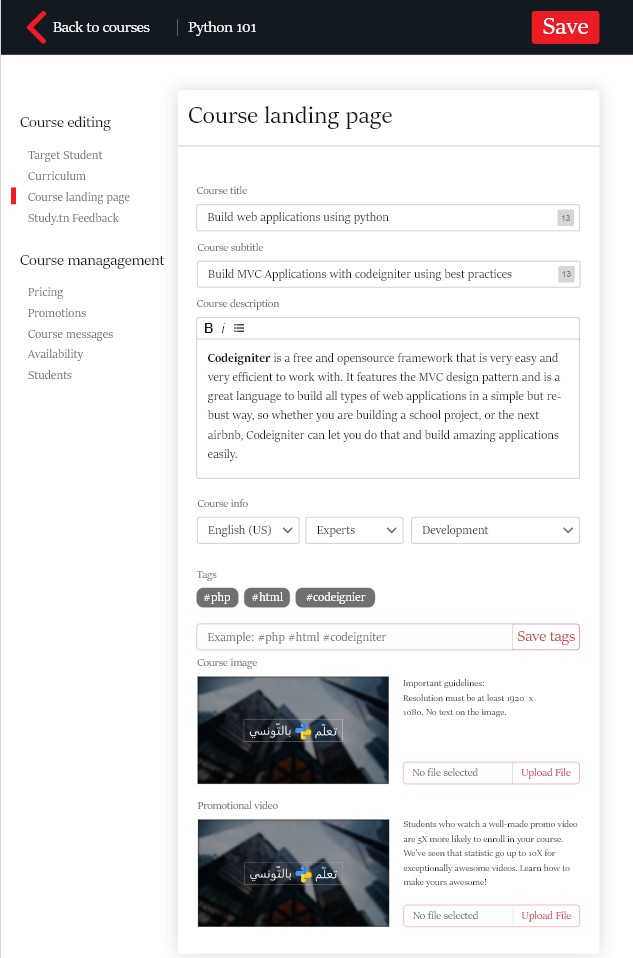 Back to courses
Python 101
Save
Course editing
Target Student
Curriculum
Course landing page
Study.tn Feedback
Course managagement
Pricing
Promotions
Course messages
Availability
Students
Course landing page
Course title
Build web applications using python
13
Course subtitle
Build MVC Applications with codeigniter using best practices
13
Course description
B i
Codeigniter is a free and opensource framework that is very easy and
very efficient to work with. It features the MVC design pattern and is a
great language to build all types of web applications in a simple but re-
bust way, so whether you are building a school project, or the next
airbnb, Codeigniter can let you do that and build amazing applications
easily.
Course info
English (US)
Experts
Development
Tags
#php
#html
#codeignier
Example: #php #html #codeigniter
Save tags
Course image
تعلّم بالتّونسي
Important guidelines:
Resolution must be at least 1920 x
1080. No text on the image.
No file selected
Upload File
Promotional video
تعلّم بالتّونسي
Students who watch a well-made promo video
are 5X more likely to enroll in your course.
We've seen that statistic go up to 10X for
exceptionally awesome videos. Learn how to
make yours awesome!
No file selected
Upload File